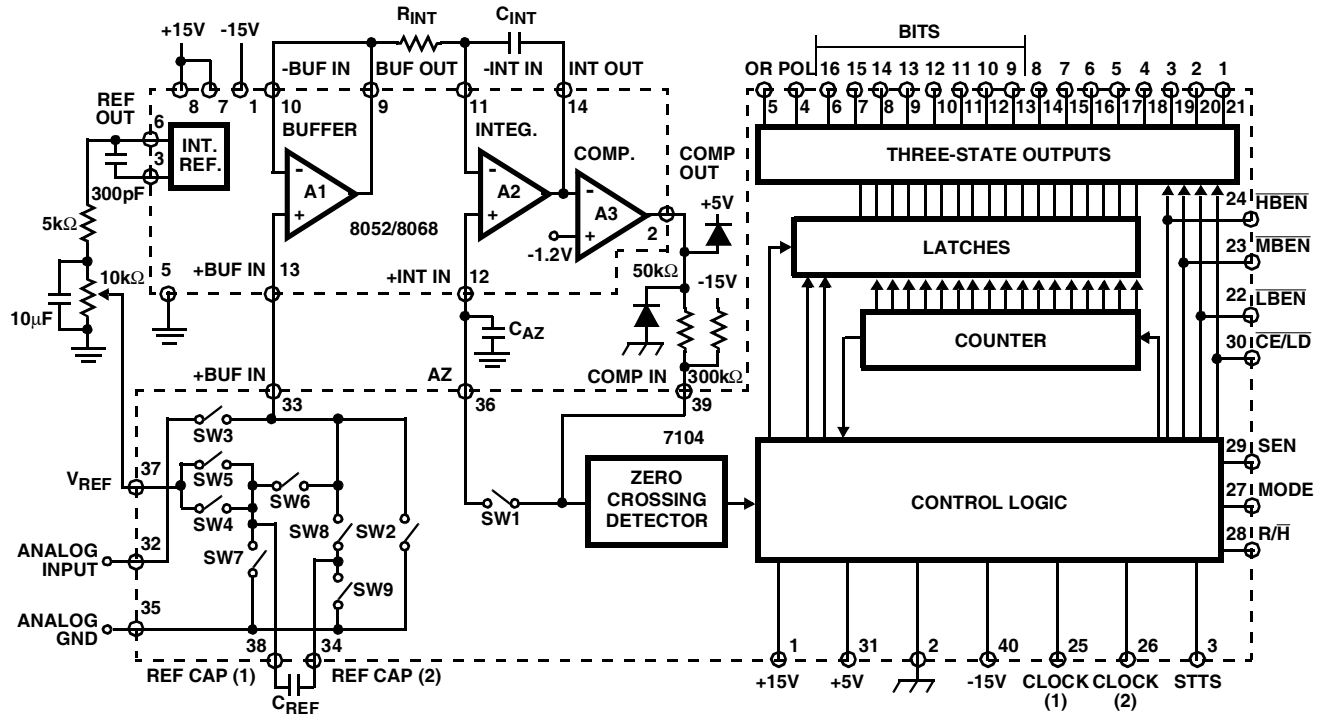 R_INT C_INT
+15V -15V
BITS
-BUF IN BUF OUT -INT IN INT OUT
OR POL 16 15 14 13 12 11 10 9 8 7 6 5 4 3 2 1
8 7 1 10 9 11 14
5 4 6 7 8 9 10 11 12 13 14 15 16 17 18 19 20 21
REF OUT
6
3
INT. REF.
300pF
BUFFER
A1
-
+
INTEG.
A2
-
+
COMP.
A3
-
+
-1.2V
8052/8068
COMP OUT
+5V
2
THREE-STATE OUTPUTS
24 HBEN
23 MBEN
22 LBEN
30 CE/LD
LATCHES
COUNTER
5kΩ
10kΩ
10μF
5
+BUF IN 13
+INT IN 12
50kΩ
-15V
300kΩ
C_AZ
+BUF IN
33
AZ
36
COMP IN
39
7104
SW3
SW5
SW4
SW6
SW7
SW8
SW2
SW9
SW1
V_REF
37
ANALOG INPUT
32
ANALOG GND
35
38
34
REF CAP (1)
REF CAP (2)
C_REF
ZERO CROSSING DETECTOR
CONTROL LOGIC
29 SEN
27 MODE
28 R/H
1 31 2 40 25 26 3
+15V +5V -15V CLOCK (1) CLOCK (2) STTS